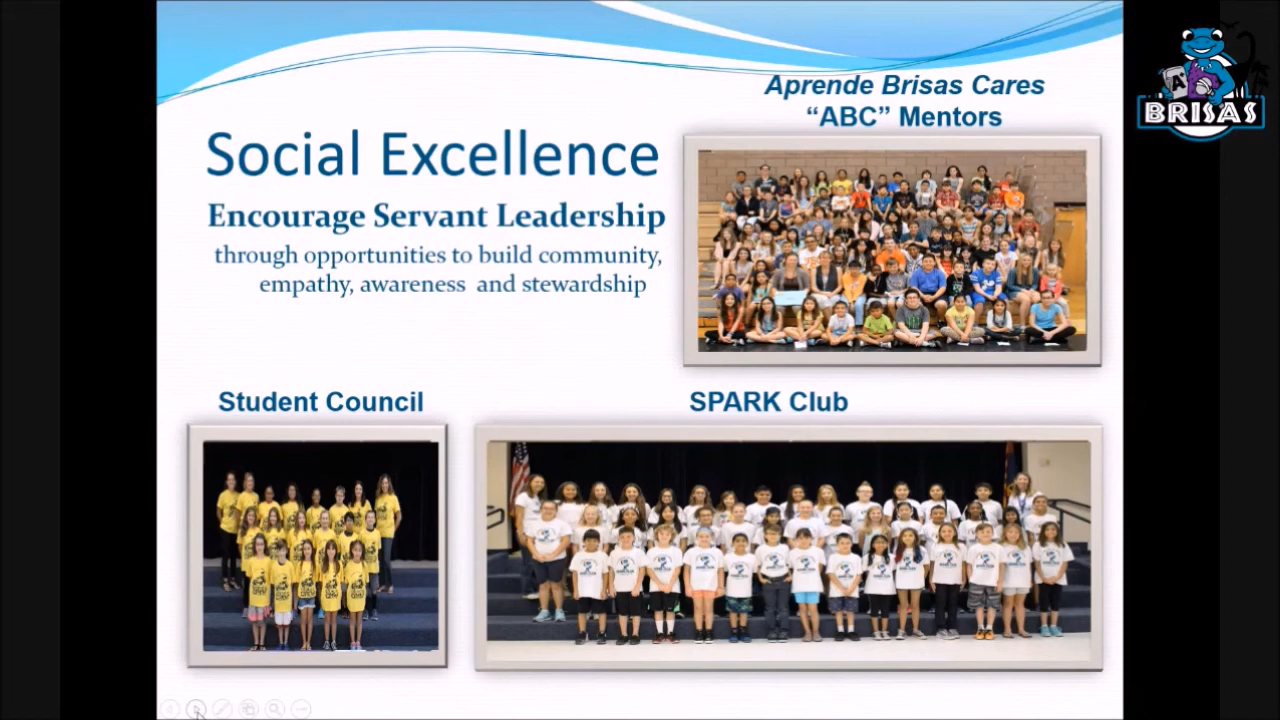 Aprende Brisas Cares
“ABC” Mentors
Social Excellence
Encourage Servant Leadership
through opportunities to build community,
empathy, awareness and stewardship
Student Council
SPARK Club
A+
BRISAS